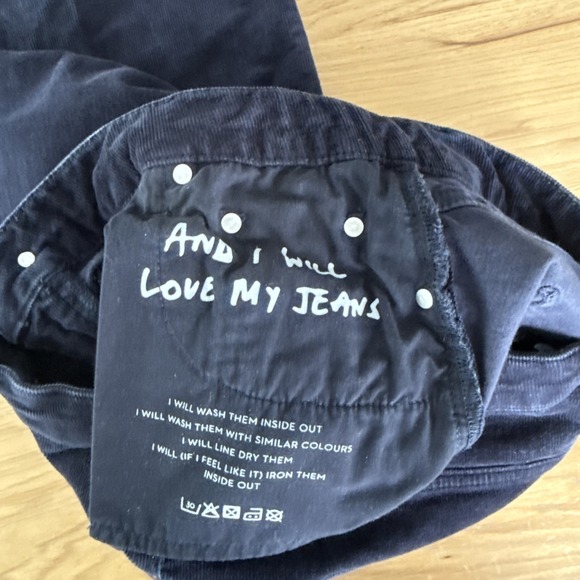 AND I WILL
LOVE MY JEANS
I WILL WASH THEM INSIDE OUT
I WILL WASH THEM WITH SIMILAR COLOURS
I WILL LINE DRY THEM
I WILL (IF I FEEL LIKE IT) IRON THEM
INSIDE OUT
30